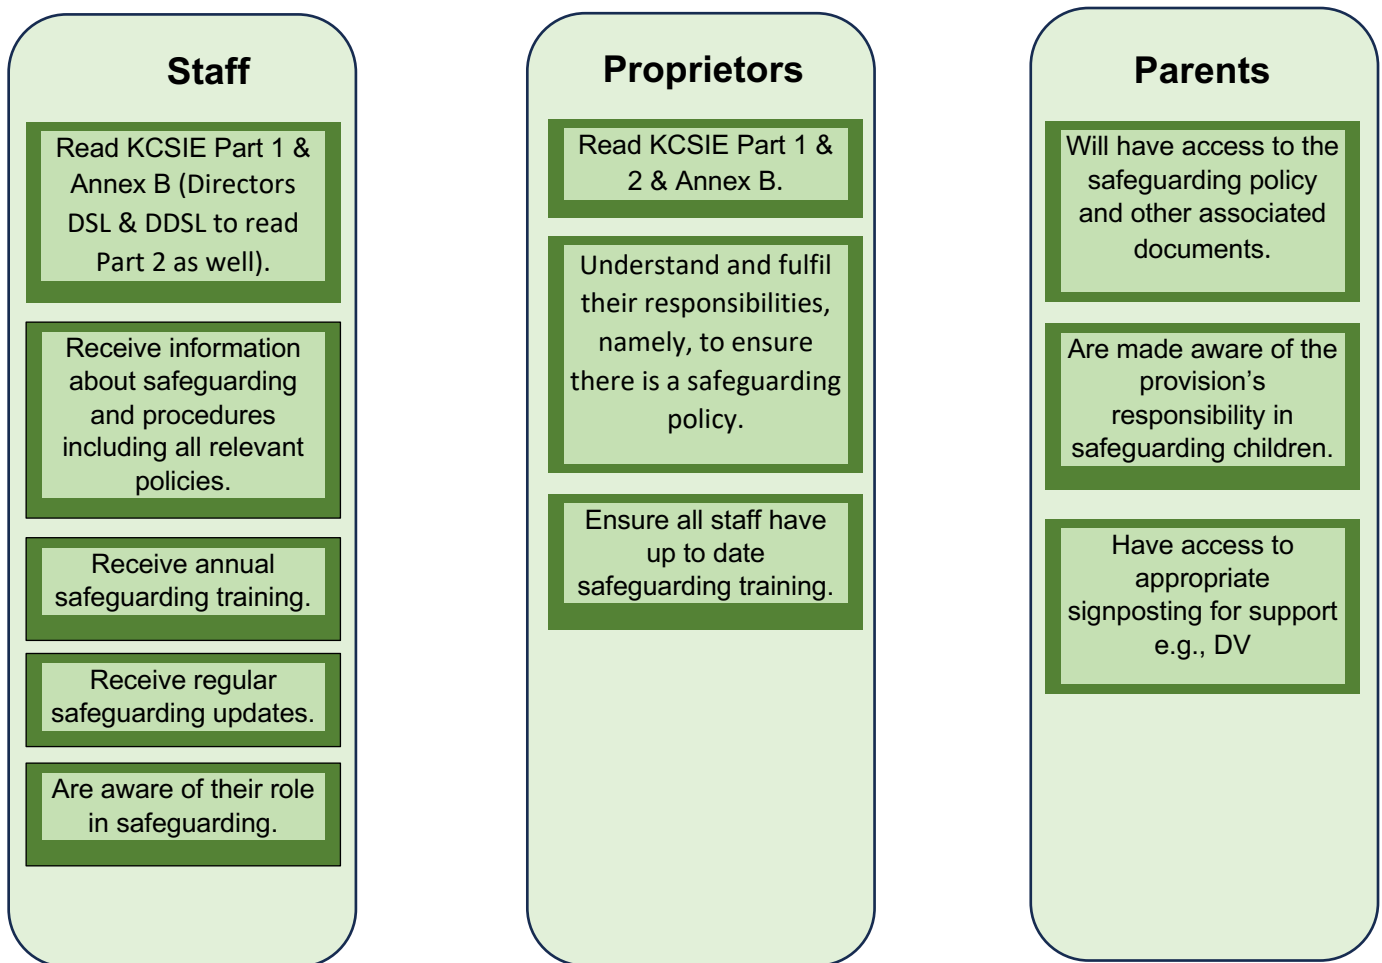 Staff
Read KCSIE Part 1 &
Annex B (Directors
DSL & DDSL to read
Part 2 as well).
Receive information
about safeguarding
and procedures
including all relevant
policies.
Receive annual
safeguarding training.
Receive regular
safeguarding updates.
Are aware of their role
in safeguarding.
Proprietors
Read KCSIE Part 1 &
2 & Annex B.
Understand and fulfil
their responsibilities,
namely, to ensure
there is a safeguarding
policy.
Ensure all staff have
up to date
safeguarding training.
Parents
Will have access to the
safeguarding policy
and other associated
documents.
Are made aware of the
provision’s
responsibility in
safeguarding children.
Have access to
appropriate
signposting for support
e.g., DV